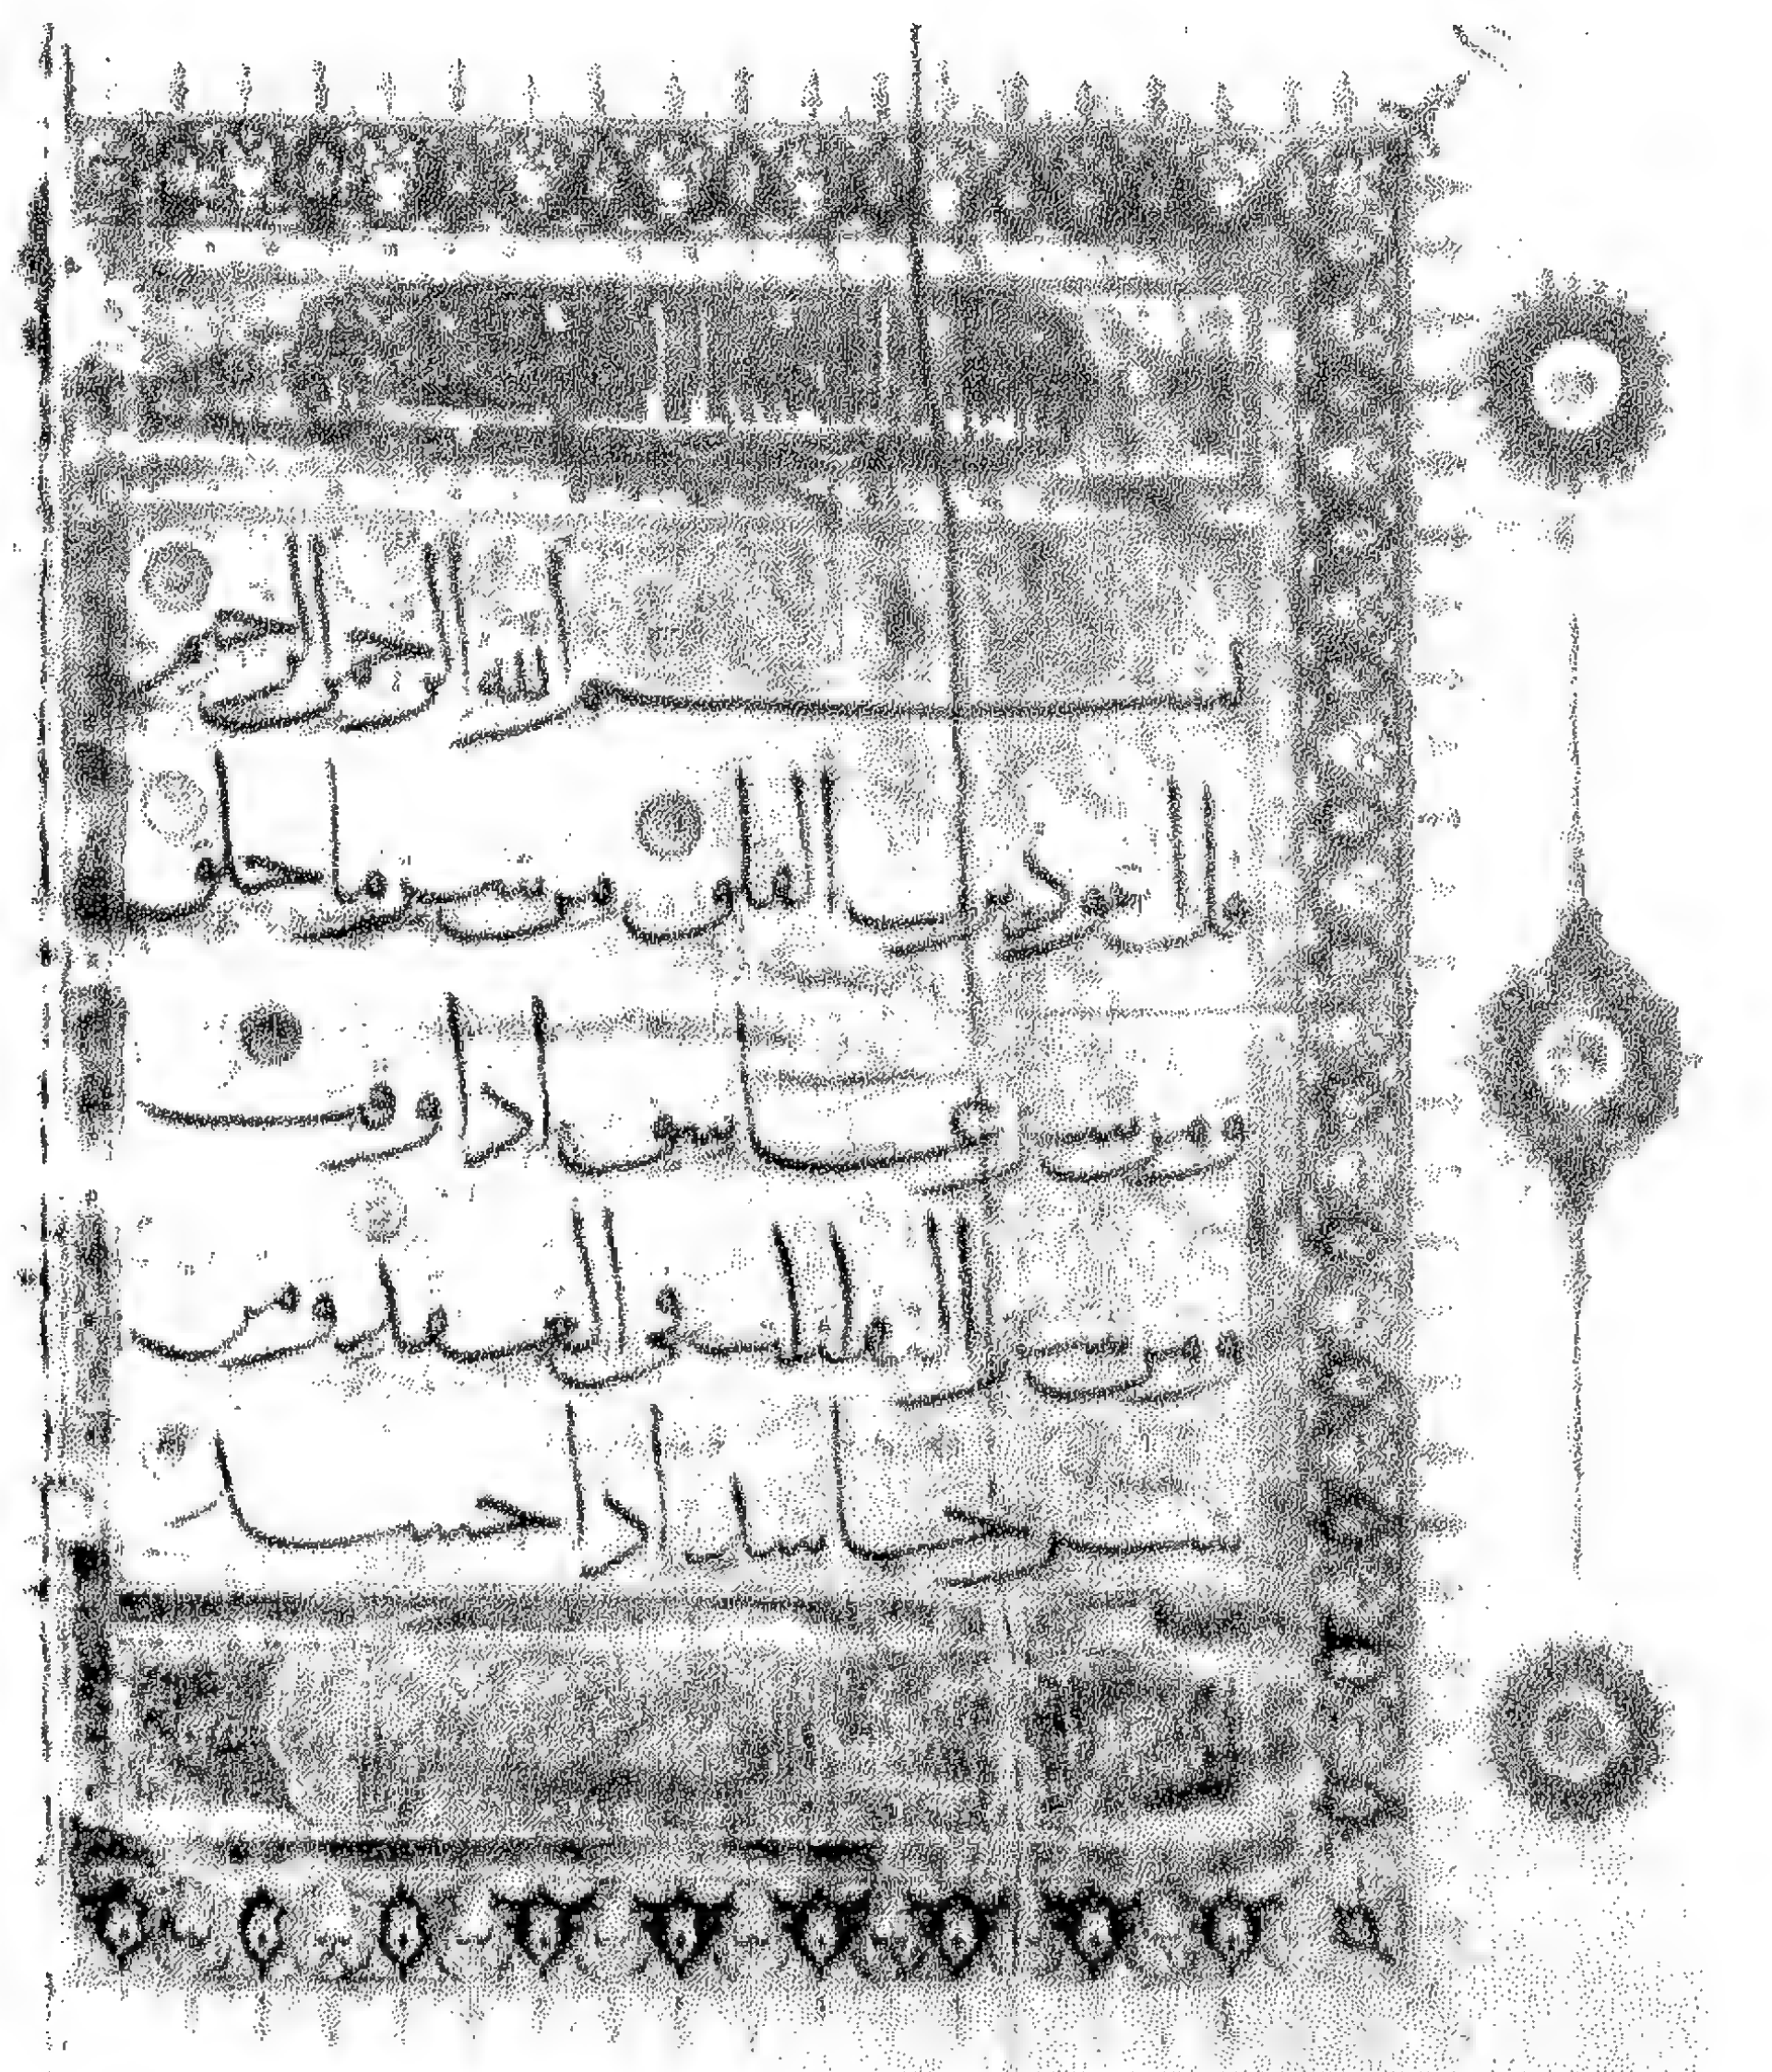 بسم الله الرحمن الرحيم
قل اعوذ برب الفلق من شر ما خلق
ومن شر غاسق اذا وقب
ومن شر النفاثات في العقد ومن
شر حاسد اذا حسد